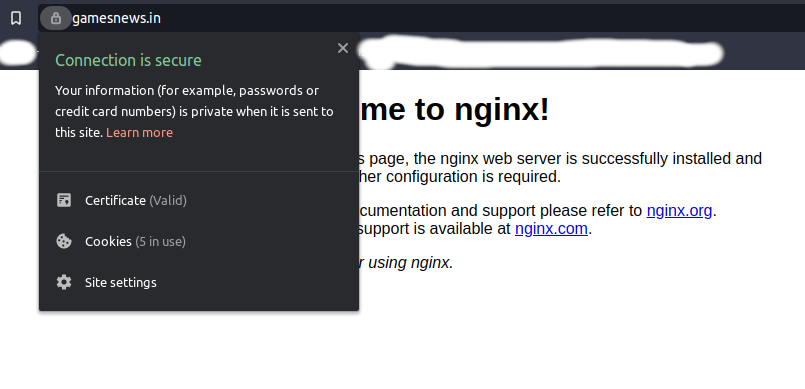 gamesnews.in
Connection is secure
Your information (for example, passwords or
credit card numbers) is private when it is sent to
this site. Learn more
Certificate (Valid)
Cookies (5 in use)
Site settings
me to nginx!
page, the nginx web server is successfully installed and
her configuration is required.
cumentation and support please refer to nginx.org.
support is available at nginx.com.
r using nginx.